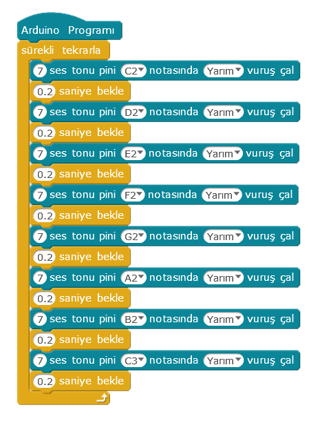 Arduino Programı
sürekli tekrarla
7 ses tonu pini C2 notasında Yarım vuruş çal
0.2 saniye bekle
7 ses tonu pini D2 notasında Yarım vuruş çal
0.2 saniye bekle
7 ses tonu pini E2 notasında Yarım vuruş çal
0.2 saniye bekle
7 ses tonu pini F2 notasında Yarım vuruş çal
0.2 saniye bekle
7 ses tonu pini G2 notasında Yarım vuruş çal
0.2 saniye bekle
7 ses tonu pini A2 notasında Yarım vuruş çal
0.2 saniye bekle
7 ses tonu pini B2 notasında Yarım vuruş çal
0.2 saniye bekle
7 ses tonu pini C3 notasında Yarım vuruş çal
0.2 saniye bekle